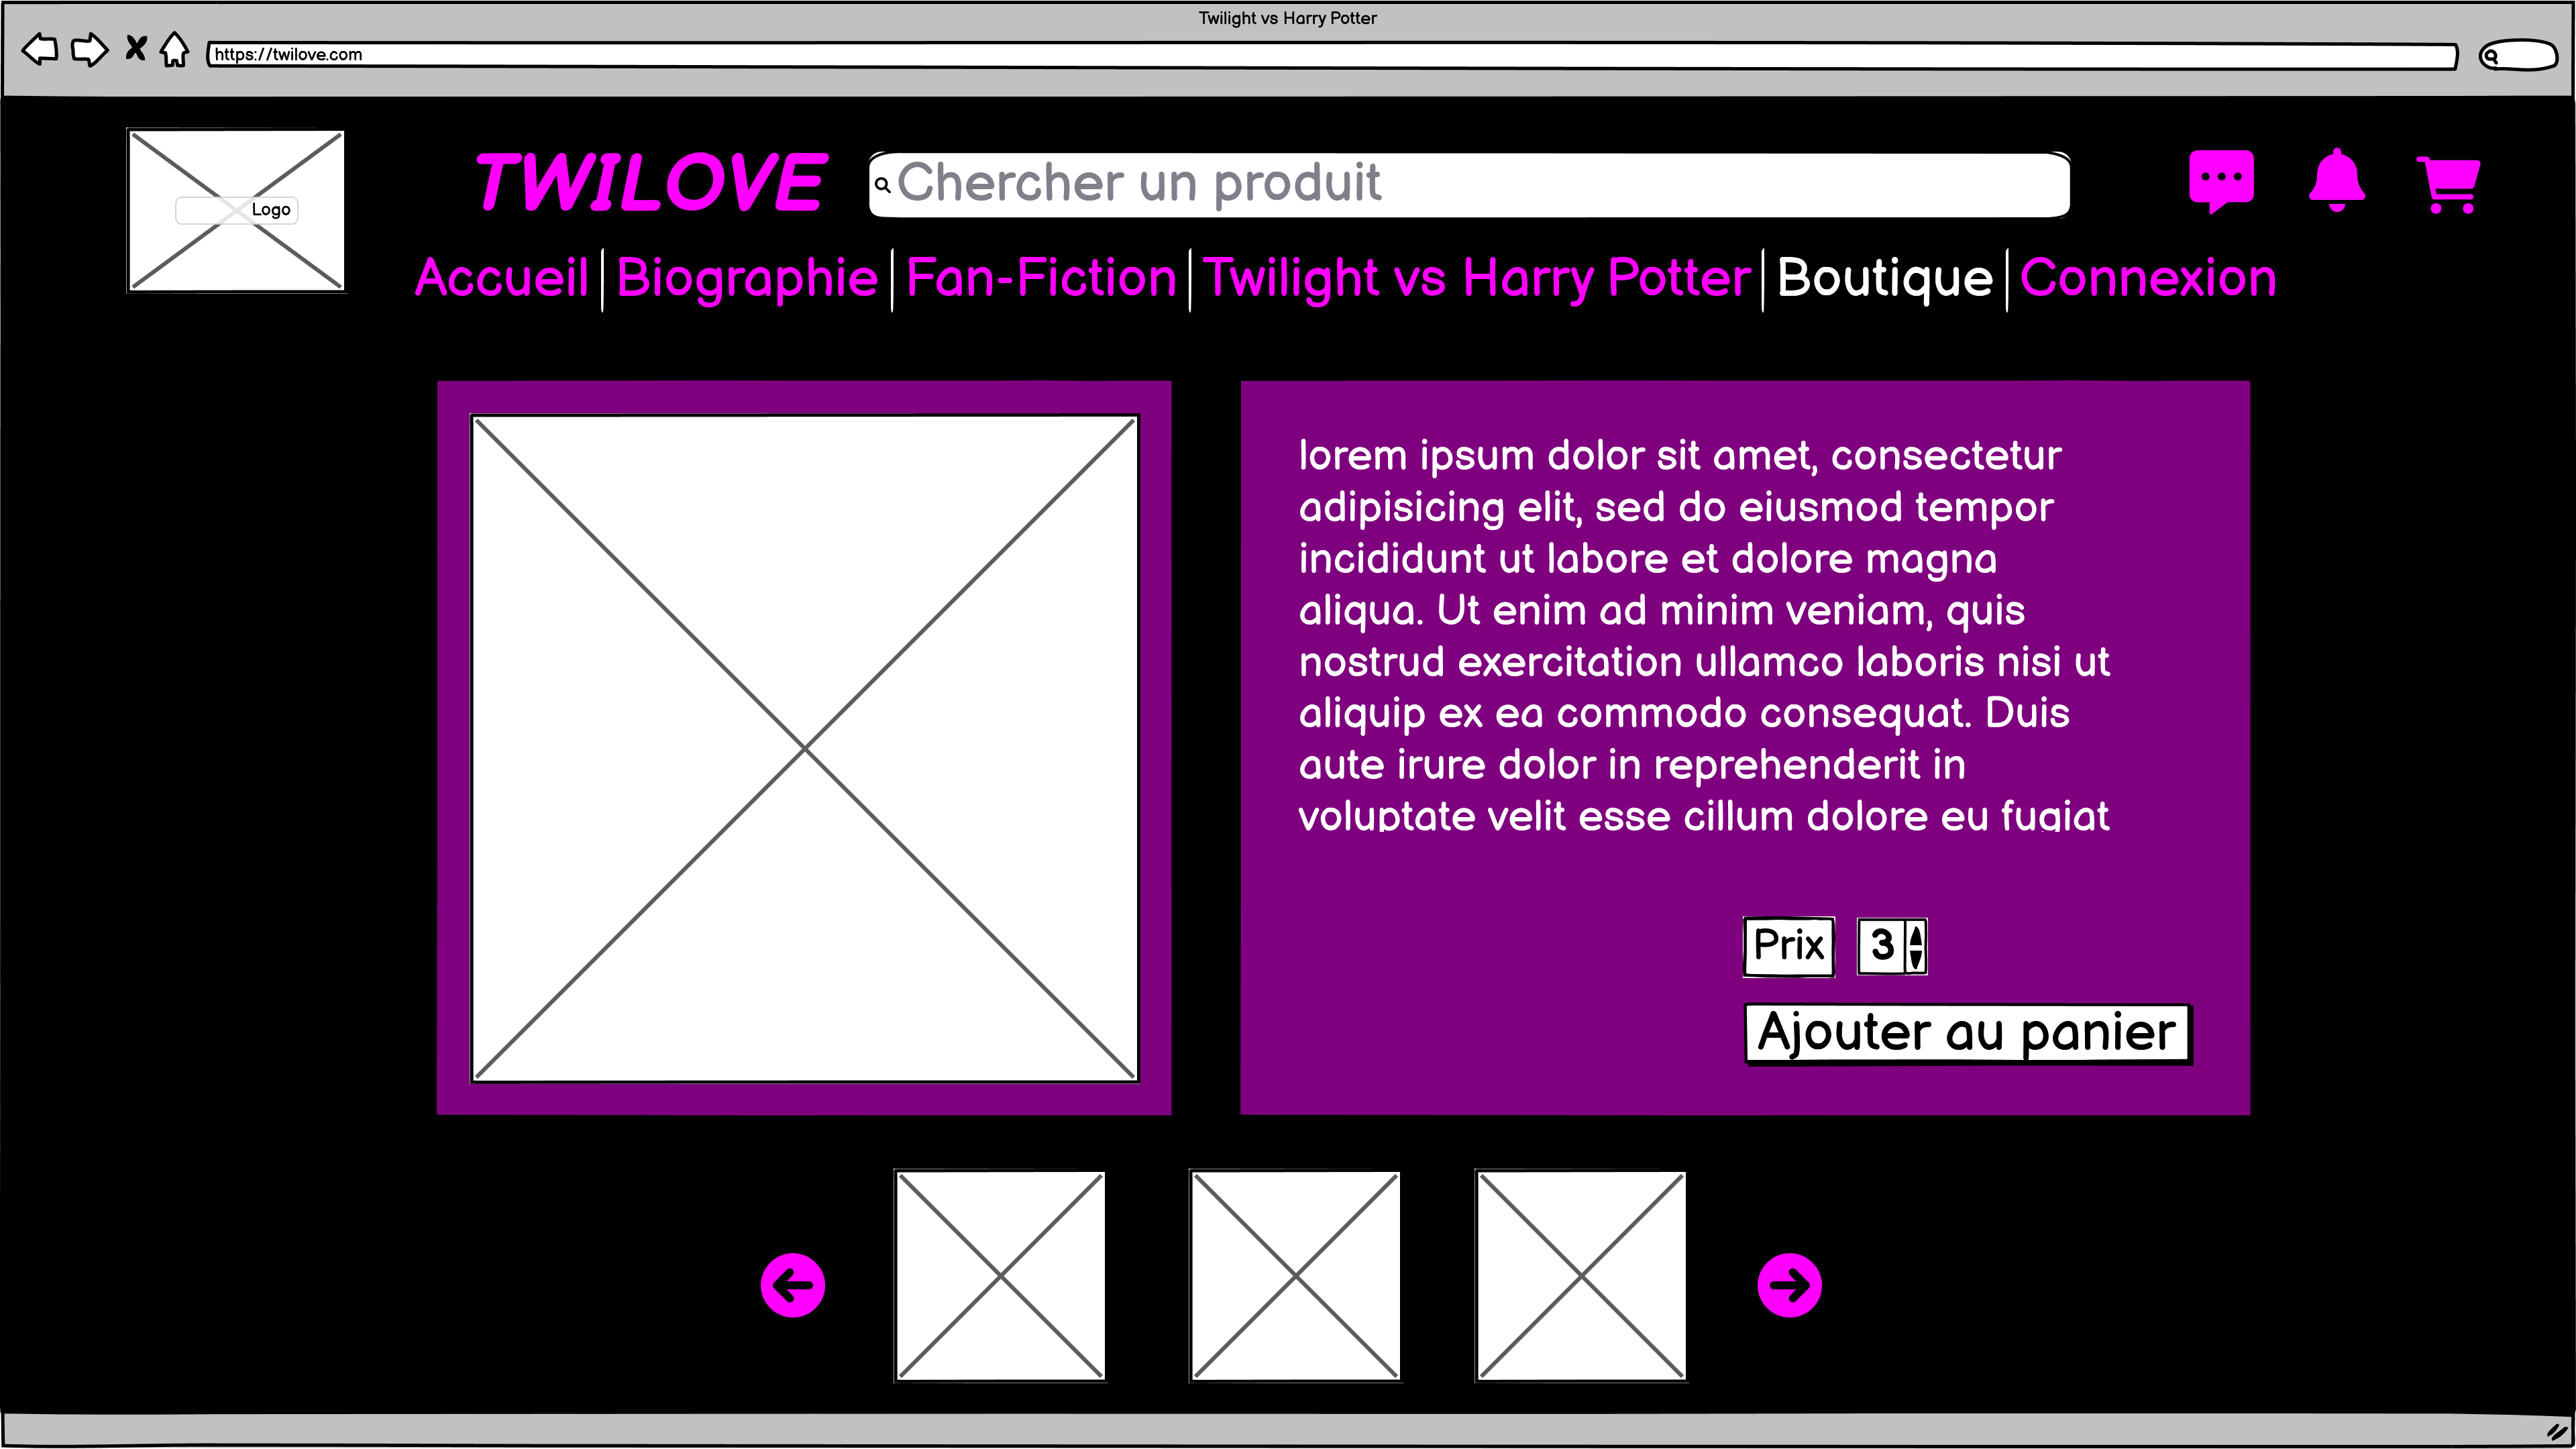 Twilight vs Harry Potter
https://twilove.com
Logo
TWILOVE
Chercher un produit
Accueil Biographie Fan-Fiction Twilight vs Harry Potter Boutique Connexion
lorem ipsum dolor sit amet, consectetur
adipisicing elit, sed do eiusmod tempor
incididunt ut labore et dolore magna
aliqua. Ut enim ad minim veniam, quis
nostrud exercitation ullamco laboris nisi ut
aliquip ex ea commodo consequat. Duis
aute irure dolor in reprehenderit in
voluptate velit esse cillum dolore eu fugiat
Prix 3
Ajouter au panier